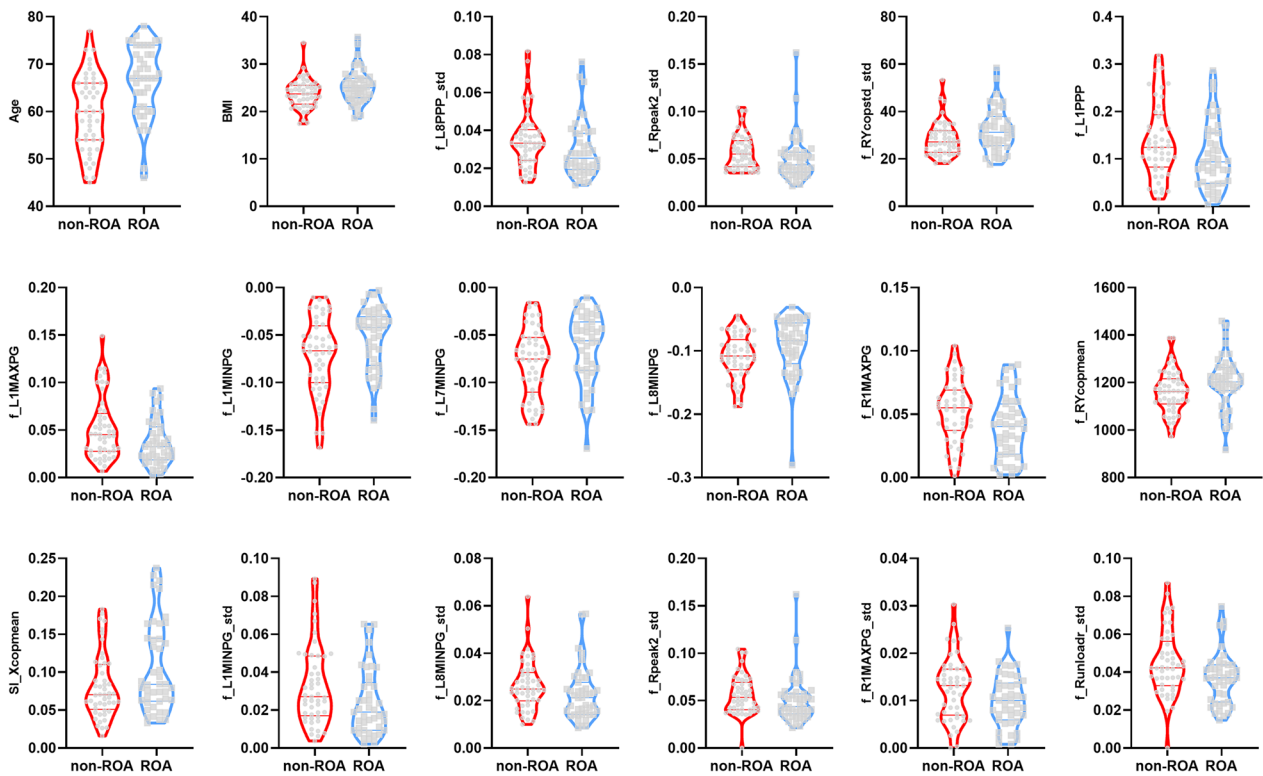 Age
80
70
60
50
40
non-ROA ROA
BMI
40
30
20
10
0
non-ROA ROA
f_L8PPP_std
0.10
0.08
0.06
0.04
0.02
0.00
non-ROA ROA
f_Rpeak2_std
0.20
0.15
0.10
0.05
0.00
non-ROA ROA
f_RYcopstd_std
80
60
40
20
0
non-ROA ROA
f_L1PPP
0.4
0.3
0.2
0.1
0.0
non-ROA ROA
f_L1MAXPG
0.20
0.15
0.10
0.05
0.00
non-ROA ROA
f_L1MINPG
0.00
-0.05
-0.10
-0.15
-0.20
non-ROA ROA
f_L7MINPG
0.00
-0.05
-0.10
-0.15
-0.20
non-ROA ROA
f_L8MINPG
0.0
-0.1
-0.2
-0.3
non-ROA ROA
f_R1MAXPG
0.15
0.10
0.05
0.00
non-ROA ROA
f_RYcopmean
1600
1400
1200
1000
800
non-ROA ROA
SI_Xcopmean
0.25
0.20
0.15
0.10
0.05
0.00
non-ROA ROA
f_L1MINPG_std
0.10
0.08
0.06
0.04
0.02
0.00
non-ROA ROA
f_L8MINPG_std
0.08
0.06
0.04
0.02
0.00
non-ROA ROA
f_Rpeak2_std
0.20
0.15
0.10
0.05
0.00
non-ROA ROA
f_R1MAXPG_std
0.04
0.03
0.02
0.01
0.00
non-ROA ROA
f_Runloadr_std
0.10
0.08
0.06
0.04
0.02
0.00
non-ROA ROA